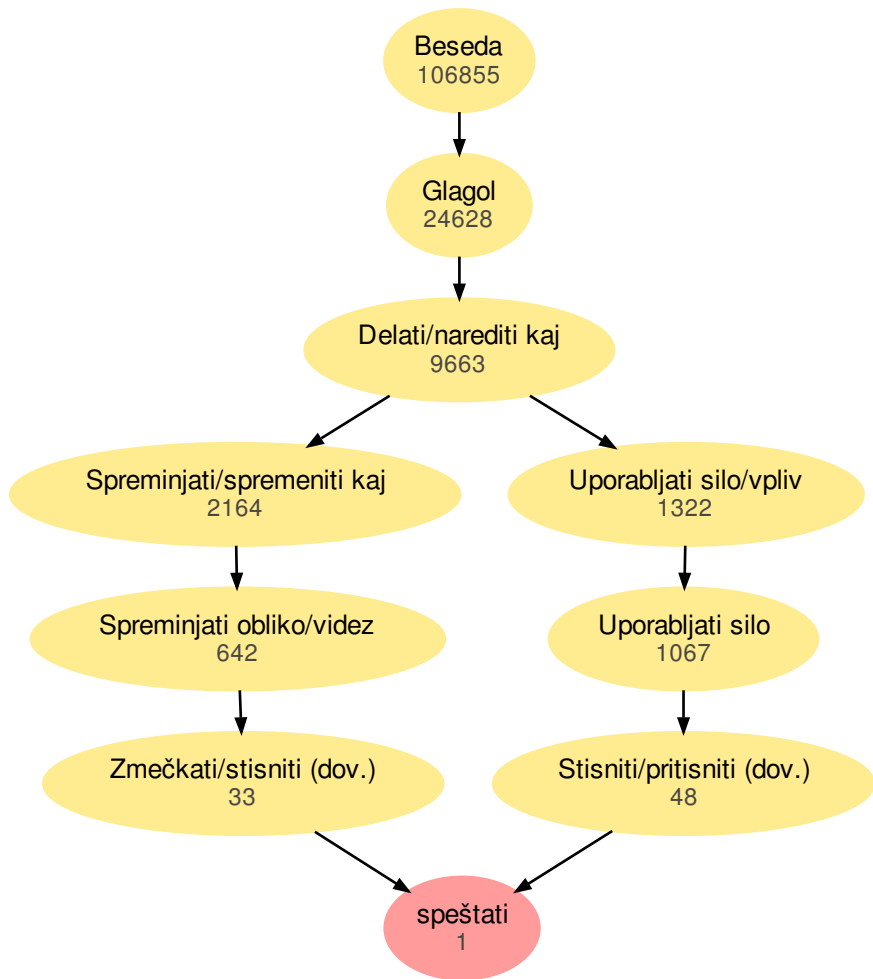 Beseda
106855
Glagol
24628
Delati/narediti kaj
9663
Spreminjati/spremeniti kaj
2164
Uporabljati silo/vpliv
1322
Spreminjati obliko/videz
642
Uporabljati silo
1067
Zmečkati/stisniti (dov.)
33
Stisniti/pritisniti (dov.)
48
speštati
1